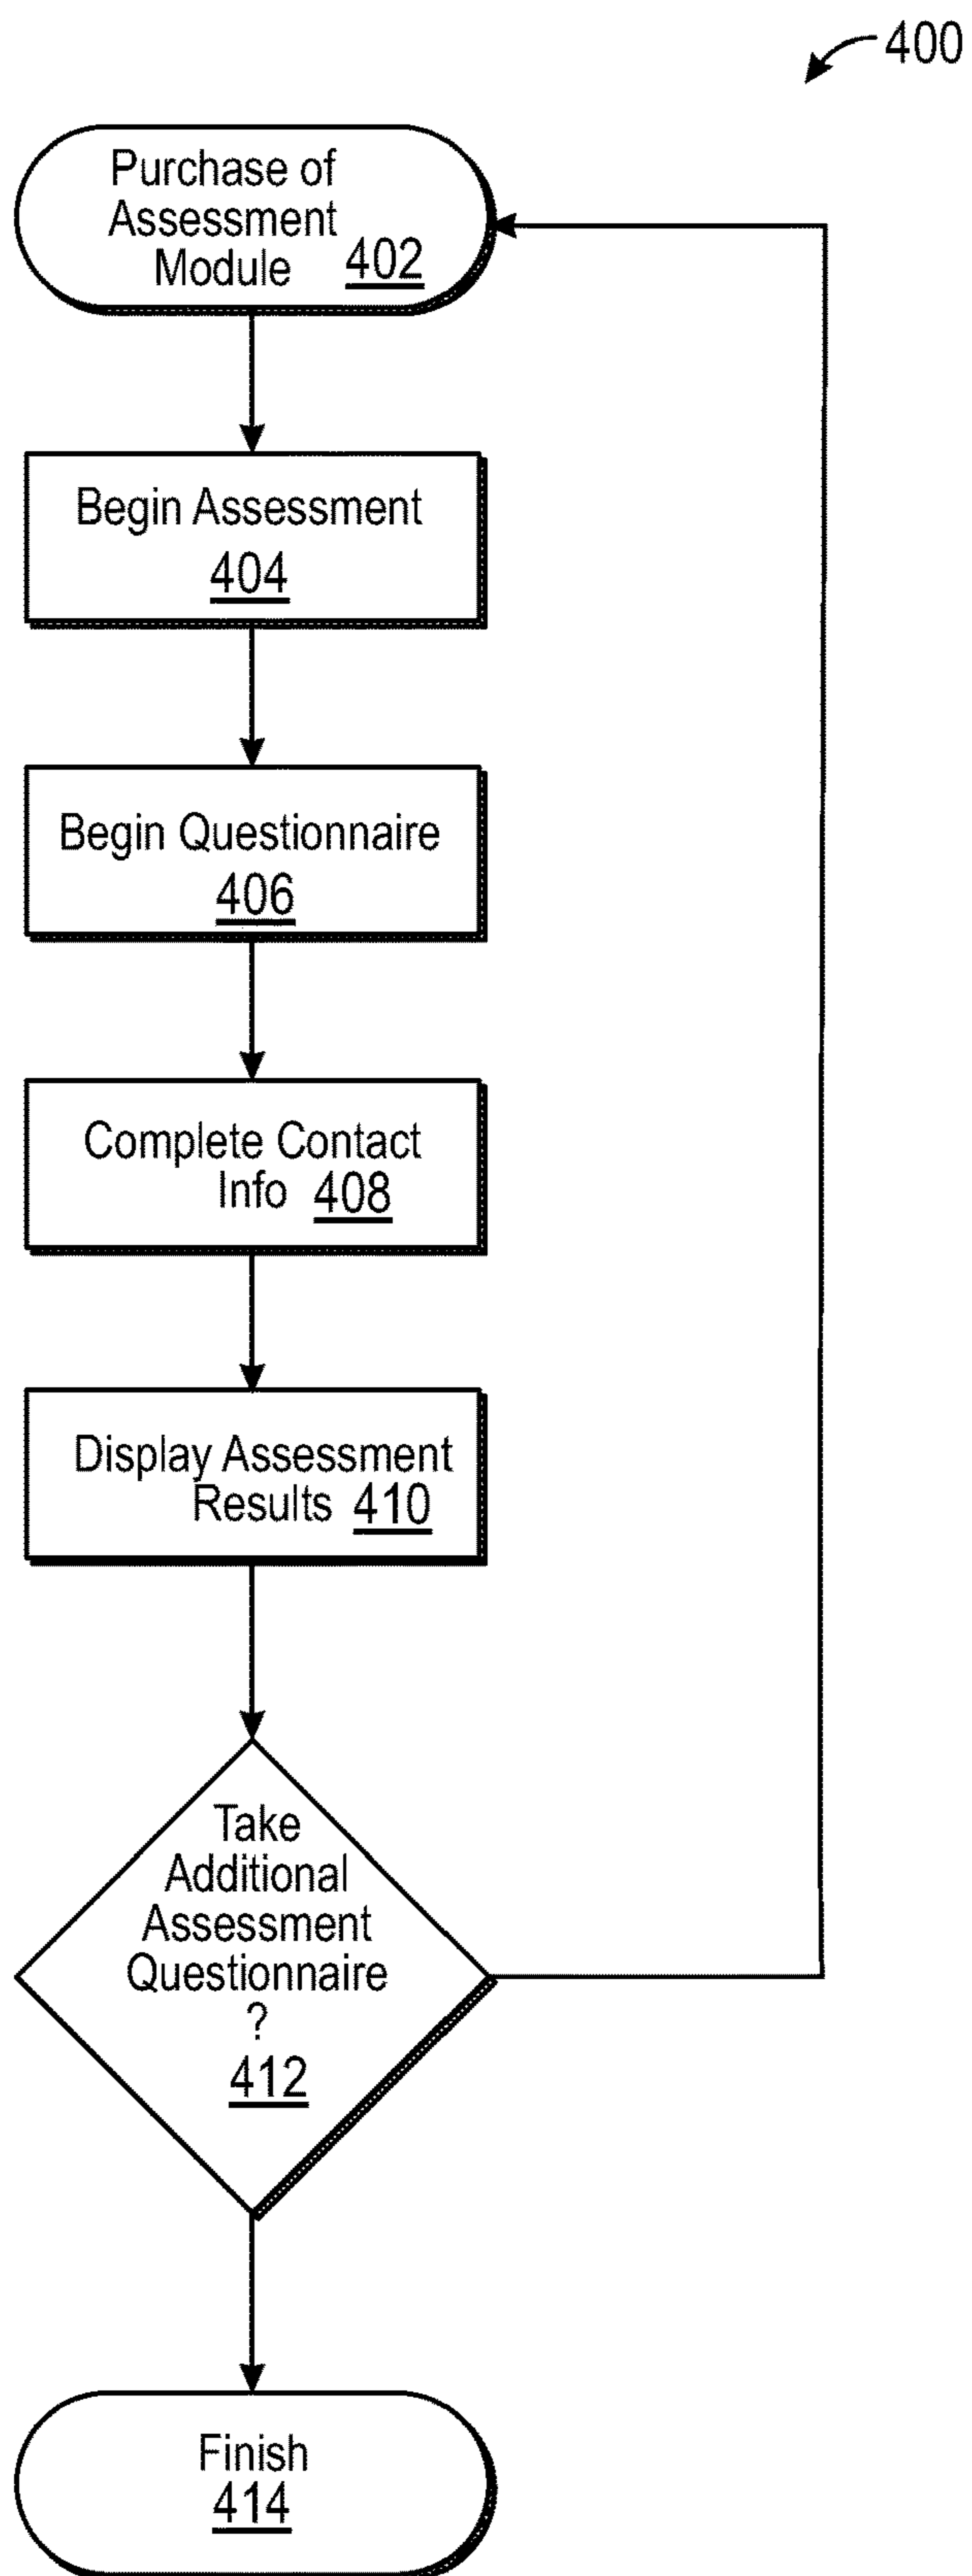 400
Purchase of
Assessment
Module 402
Begin Assessment
404
Begin Questionnaire
406
Complete Contact
Info 408
Display Assessment
Results 410
Take
Additional
Assessment
Questionnaire
?
412
Finish
414